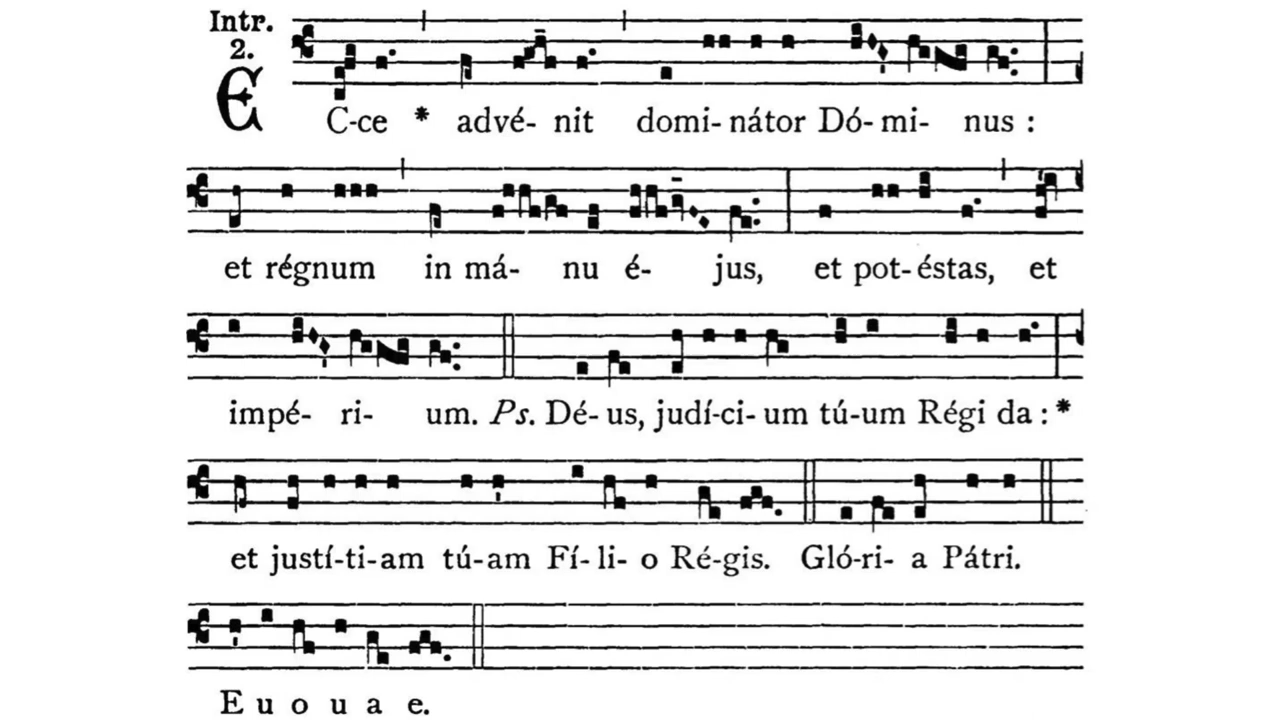 Intr.
2.
EC-ce * advé- nit domi- nátor Dó- mi- nus :
et régnum in má- nu é- jus, et pot- éstas, et
impé- ri- um. Ps. Dé- us, judí-ci- um tú-um Régi da : *
et justí-ti-am tú-am Fí- li- o Ré-gis. Gló-ri- a Pátri.
E u o u a e.